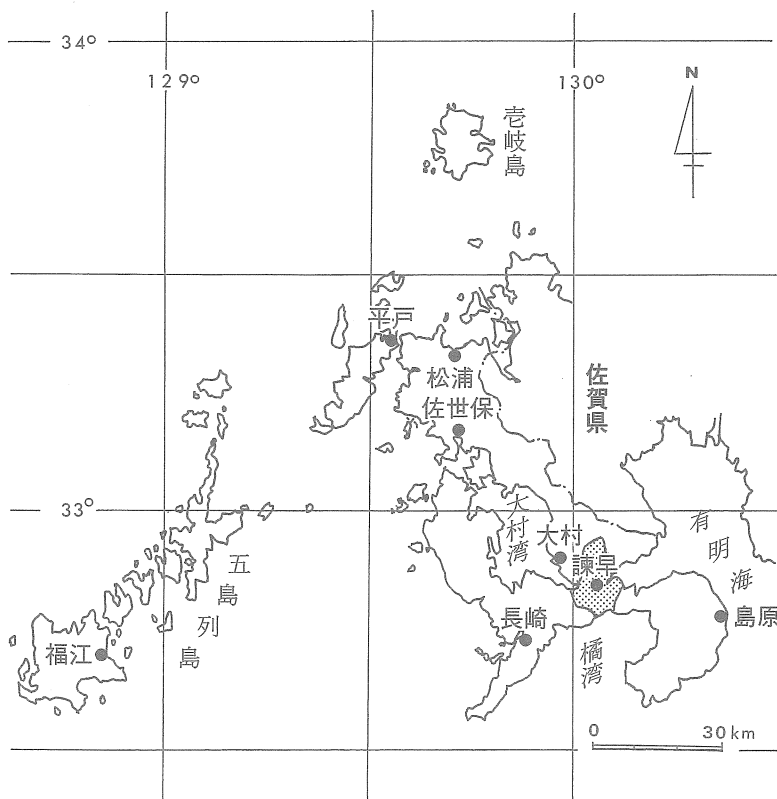 34°
129°
130°
N
壱岐島
平戸
松浦
佐世保
佐賀県
33°
大村湾
大村
有明海
諫早
五島列島
長崎
島原
福江
橘湾
0 30km